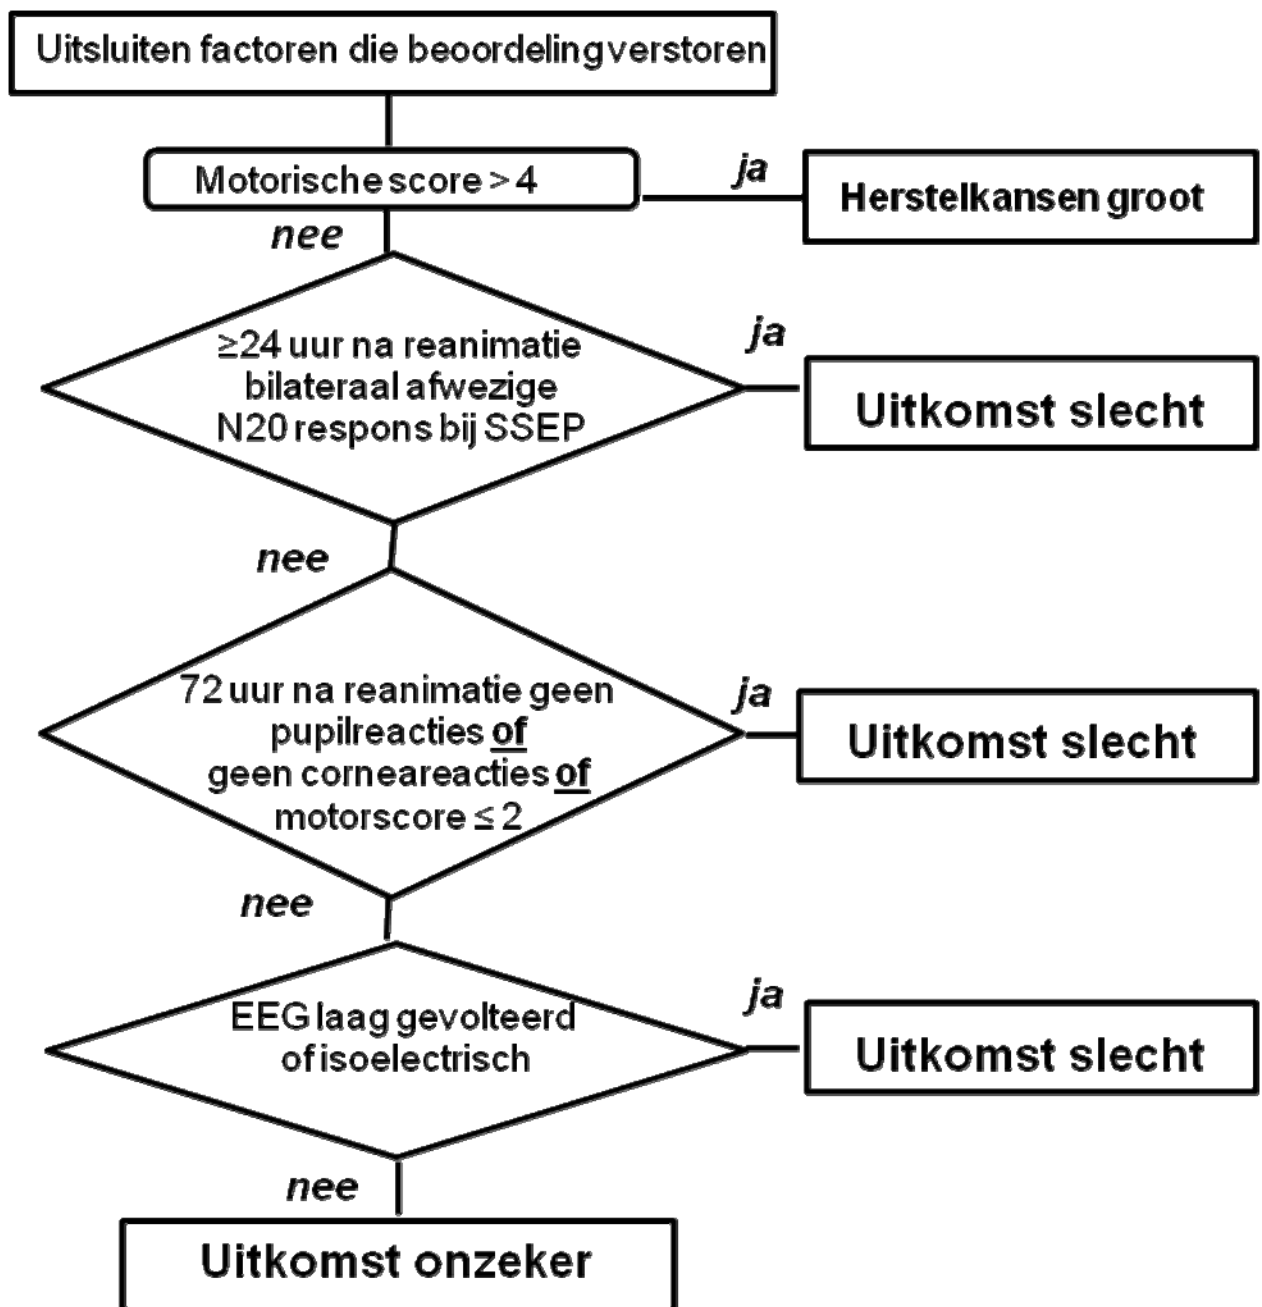 Uitsluiten factoren die beoordeling verstoren
Motorische score > 4
ja
Herstelkansen groot
nee
≥24 uur na reanimatie
bilateraal afwezige
N20 respons bij SSEP
ja
Uitkomst slecht
nee
72 uur na reanimatie geen
pupilreacties of
geen corneareacties of
motorscore ≤ 2
ja
Uitkomst slecht
nee
EEG laag gevolteerd
of isoelectrisch
ja
Uitkomst slecht
nee
Uitkomst onzeker